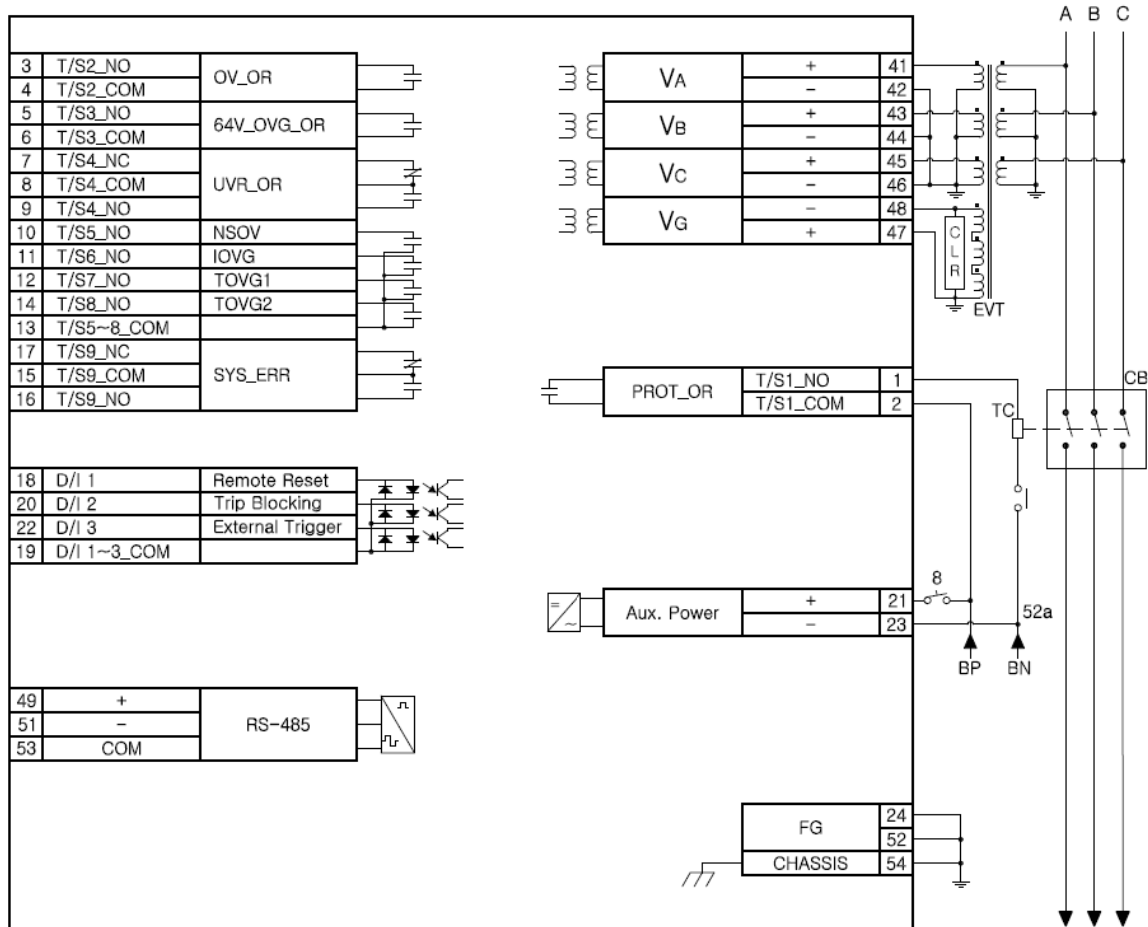 A B C
3 T/S2_NO OV_OR
4 T/S2_COM
5 T/S3_NO 64V_OVG_OR
6 T/S3_COM
7 T/S4_NC
8 T/S4_COM UVR_OR
9 T/S4_NO
10 T/S5_NO NSOV
11 T/S6_NO IOVG
12 T/S7_NO TOVG1
14 T/S8_NO TOVG2
13 T/S5~8_COM
17 T/S9_NC
15 T/S9_COM SYS_ERR
16 T/S9_NO
VA + 41
- 42
VB + 43
- 44
VC + 45
- 46
VG - 48
+ 47
CLR
EVT
PROT_OR T/S1_NO 1
T/S1_COM 2
TC
CB
18 D/I 1 Remote Reset
20 D/I 2 Trip Blocking
22 D/I 3 External Trigger
19 D/I 1~3_COM
Aux. Power + 21
- 23
8
52a
BP BN
49 +
51 - RS-485
53 COM
FG 24
52
CHASSIS 54